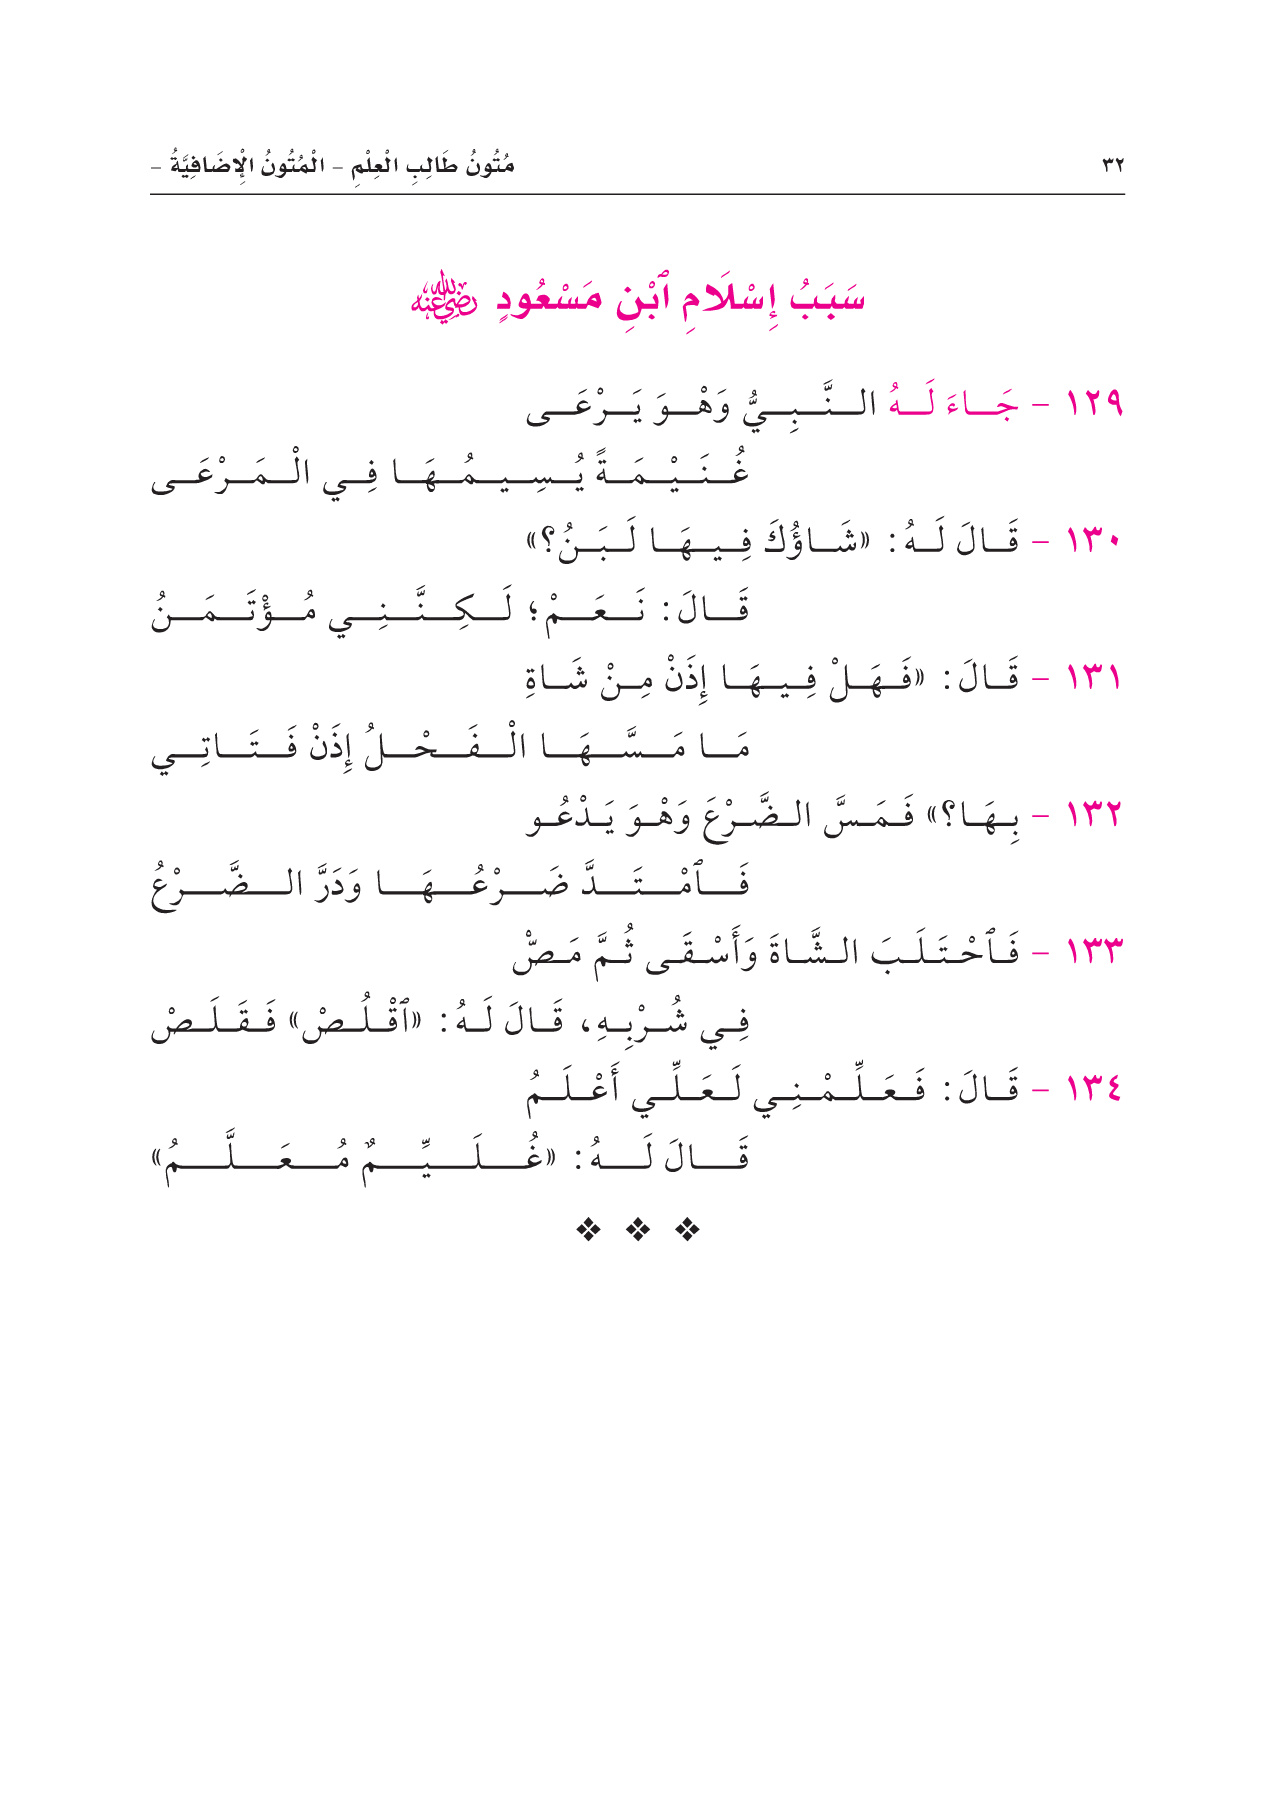 ٣٢
مُتُونُ طَالِبِ الْعِلْمِ – الْمُتُونُ الْإِضَافِيَّةُ –
سَبَبُ إِسْلَامِ ٱبْنِ مَسْعُودٍ رضي الله عنه
١٢٩ – جَاءَ لَهُ النَّبِيُّ وَهْوَ يَرْعَى
غُنَيْمَةً يُسِيمُهَا فِي الْمَرْعَى
١٣٠ – قَالَ لَهُ: «شَاؤُكَ فِيهَا لَبَنُ؟»
قَالَ: نَعَمْ؛ لَكِنَّنِي مُؤْتَمَنُ
١٣١ – قَالَ: «فَهَلْ فِيهَا إِذَنْ مِنْ شَاةِ
مَا مَسَّهَا الْفَحْلُ إِذَنْ فَتَاتِي
١٣٢ – بِهَا؟» فَمَسَّ الضَّرْعَ وَهْوَ يَدْعُو
فَٱمْتَدَّ ضَرْعُهَا وَدَرَّ الضَّرْعُ
١٣٣ – فَٱحْتَلَبَ الشَّاةَ وَأَسْقَى ثُمَّ مَصّْ
فِي شُرْبِهِ، قَالَ لَهُ: «ٱقْلُصْ» فَقَلَصْ
١٣٤ – قَالَ: فَعَلِّمْنِي لَعَلِّي أَعْلَمُ
قَالَ لَهُ: «غُلَيِّمٌ مُعَلَّمُ»